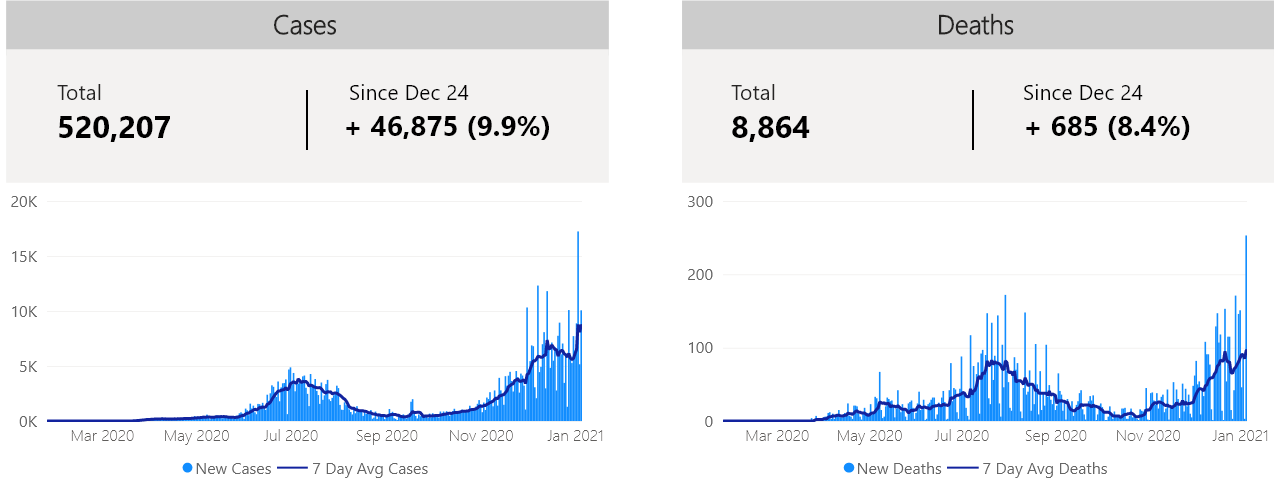 Cases
Total
520,207
Since Dec 24
+ 46,875 (9.9%)
20K
15K
10K
5K
0K
Mar 2020 May 2020 Jul 2020 Sep 2020 Nov 2020 Jan 2021
New Cases 7 Day Avg Cases
Deaths
Total
8,864
Since Dec 24
+ 685 (8.4%)
300
200
100
0
Mar 2020 May 2020 Jul 2020 Sep 2020 Nov 2020 Jan 2021
New Deaths 7 Day Avg Deaths